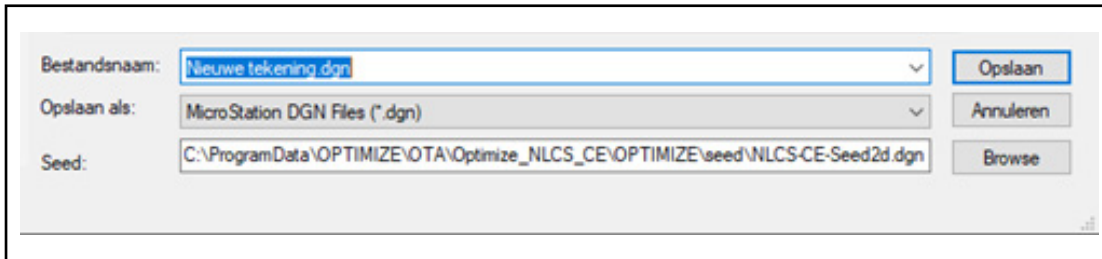 Bestandsnaam: Nieuwe tekening.dgn Opslaan
Opslaan als: MicroStation DGN Files (*.dgn) Annuleren
Seed: C:\ProgramData\OPTIMIZE\OTA\Optimize_NLCS_CE\OPTIMIZE\seed\NLCS-CE-Seed2d.dgn Browse